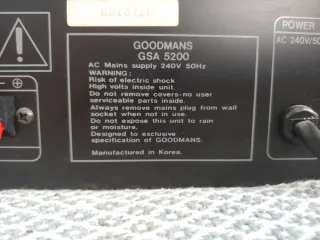 GOODMANS
GSA 5200
AC Mains supply 240V 50Hz
WARNING:
Risk of electric shock
High volts inside unit.
Do not remove covers-no user
serviceable parts inside.
Always remove mains plug from wall
socket when not in use.
Do not expose this unit to rain
or moisture.
Designed to exclusive
specification of GOODMANS.
Manufactured in Korea.
POWER
AC 240V/50